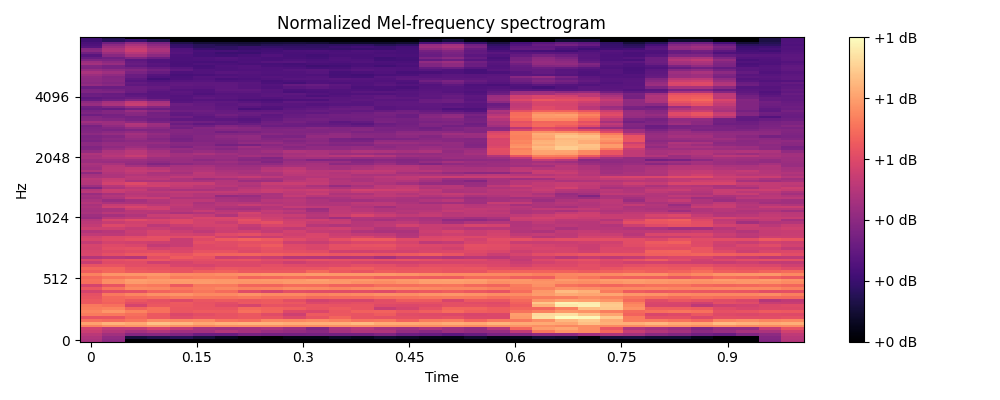 Normalized Mel-frequency spectrogram
Hz
4096
2048
1024
512
0
0
0.15
0.3
0.45
0.6
0.75
0.9
Time
+1 dB
+1 dB
+1 dB
+0 dB
+0 dB
+0 dB